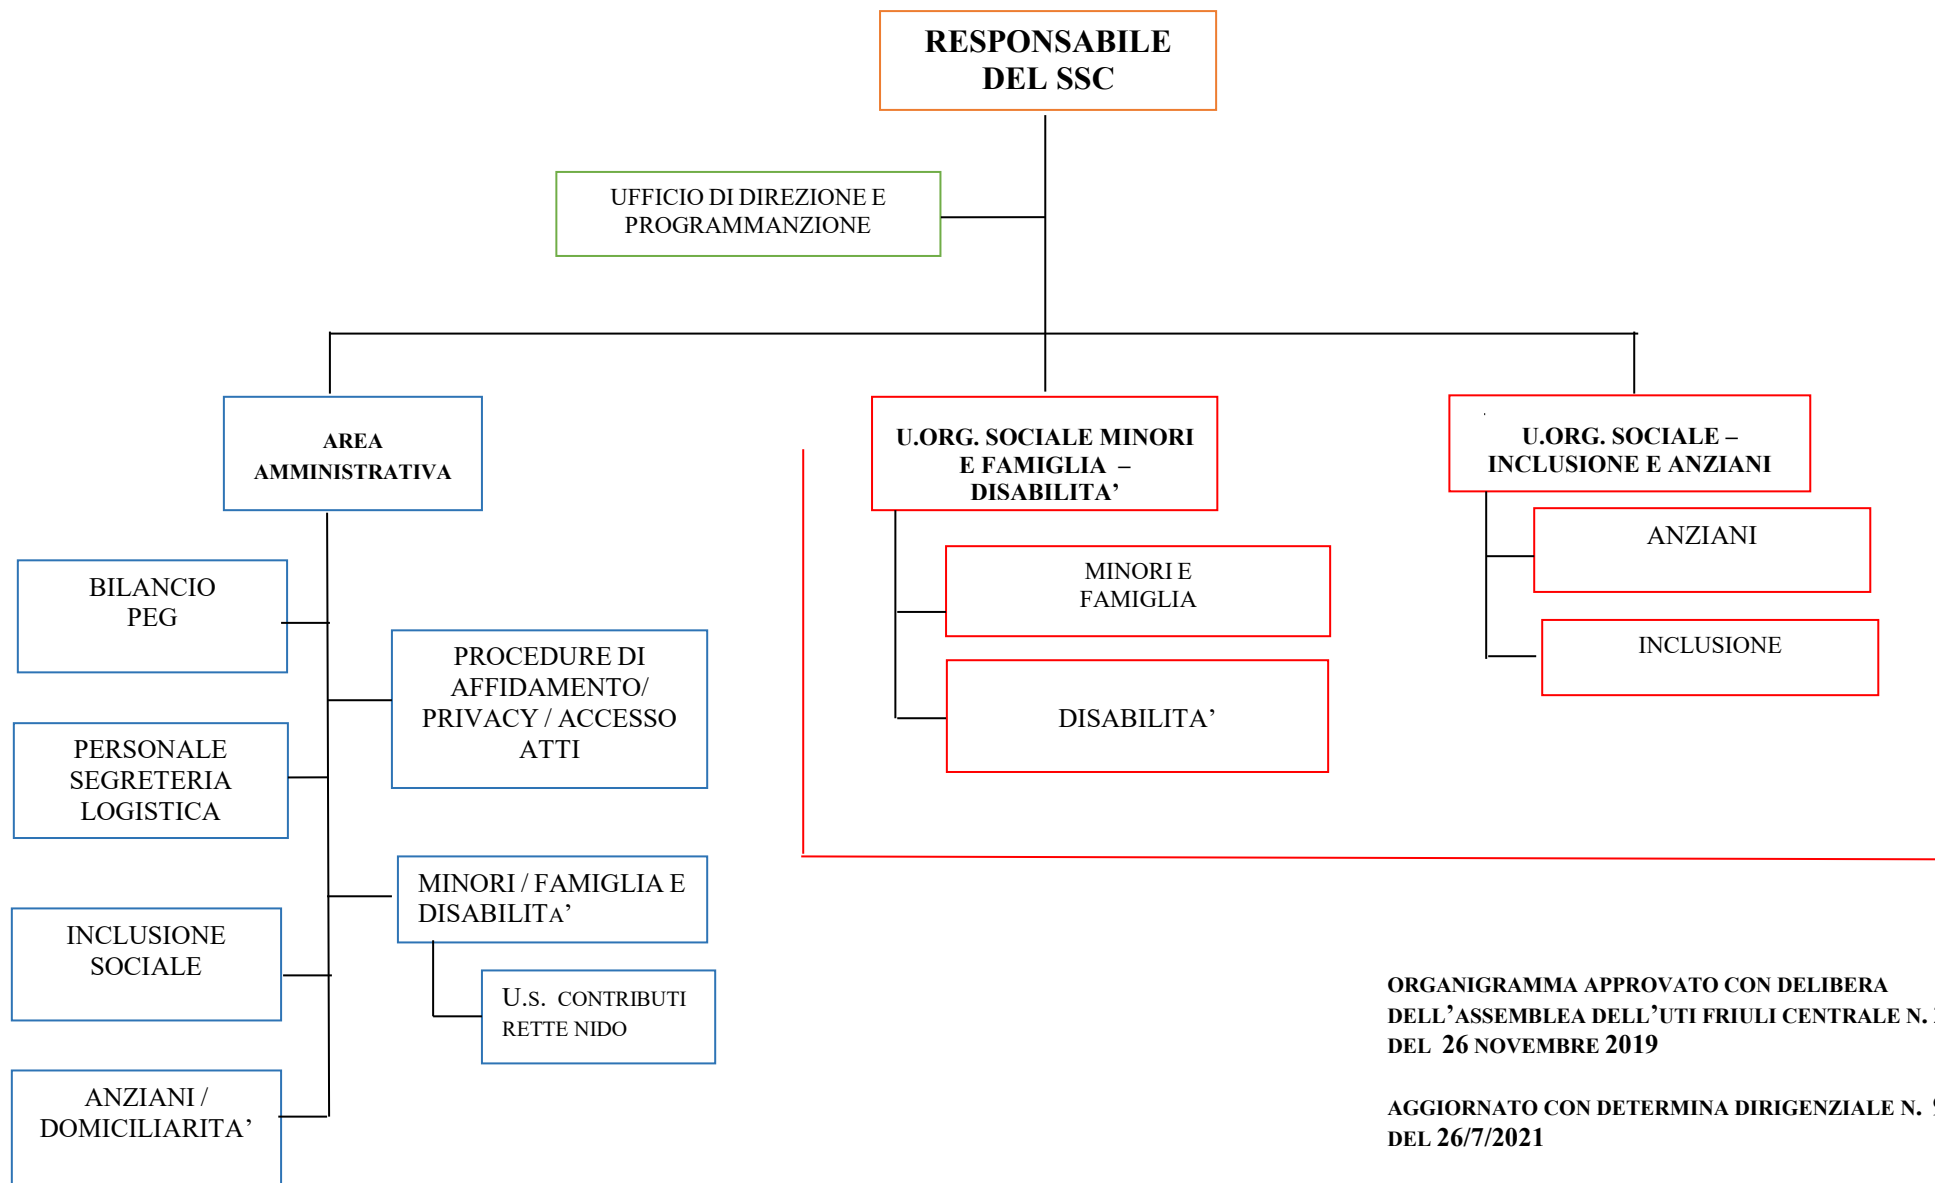 RESPONSABILE
DEL SSC
UFFICIO DI DIREZIONE E
PROGRAMMANZIONE
AREA
AMMINISTRATIVA
U.ORG. SOCIALE MINORI
E FAMIGLIA –
DISABILITA’
U.ORG. SOCIALE –
INCLUSIONE E ANZIANI
BILANCIO
PEG
PROCEDURE DI
AFFIDAMENTO/
PRIVACY / ACCESSO
ATTI
PERSONALE
SEGRETERIA
LOGISTICA
MINORI / FAMIGLIA E
DISABILITA’
INCLUSIONE
SOCIALE
U.S. CONTRIBUTI
RETTE NIDO
ANZIANI /
DOMICILIARITA’
MINORI E
FAMIGLIA
DISABILITA’
ANZIANI
INCLUSIONE
ORGANIGRAMMA APPROVATO CON DELIBERA
DELL’ASSEMBLEA DELL’UTI FRIULI CENTRALE N.
DEL 26 NOVEMBRE 2019
AGGIORNATO CON DETERMINA DIRIGENZIALE N.
DEL 26/7/2021